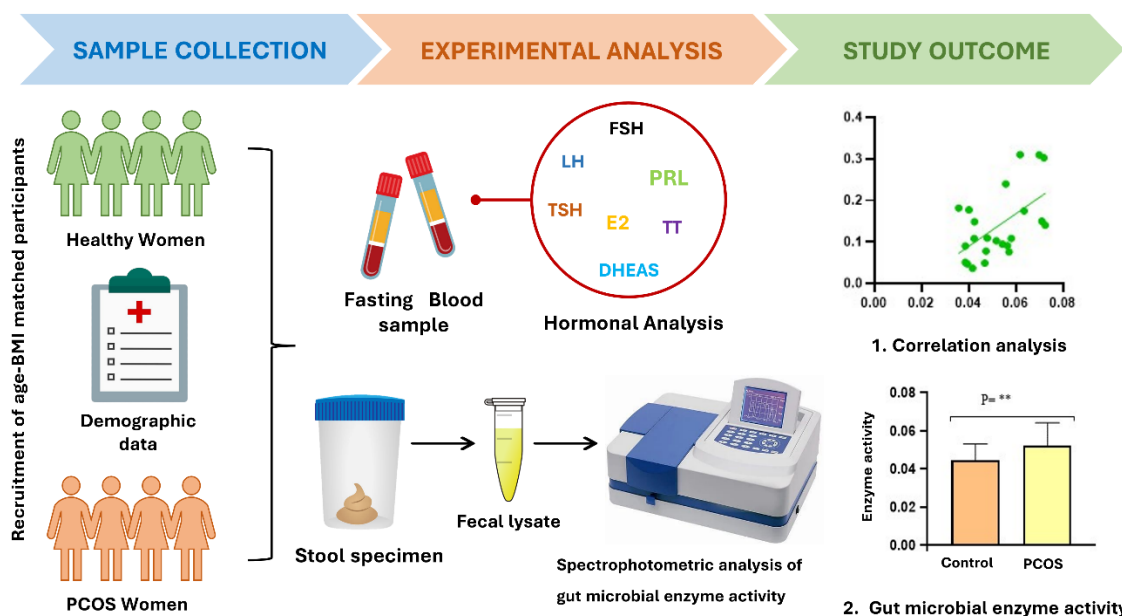 SAMPLE COLLECTION
EXPERIMENTAL ANALYSIS
STUDY OUTCOME
Recruitment of age-BMI matched participants
Healthy Women
Demographic
data
PCOS Women
Fasting Blood
sample
FSH
LH
PRL
TSH
E2
TT
DHEAS
Hormonal Analysis
Stool specimen
Fecal lysate
Spectrophotometric analysis of
gut microbial enzyme activity
0.4
0.3
0.2
0.1
0.0
0.00 0.02 0.04 0.06 0.08
1. Correlation analysis
Enzyme activity
0.08
0.06
0.04
0.02
0.00
P= **
Control PCOS
2. Gut microbial enzyme activity